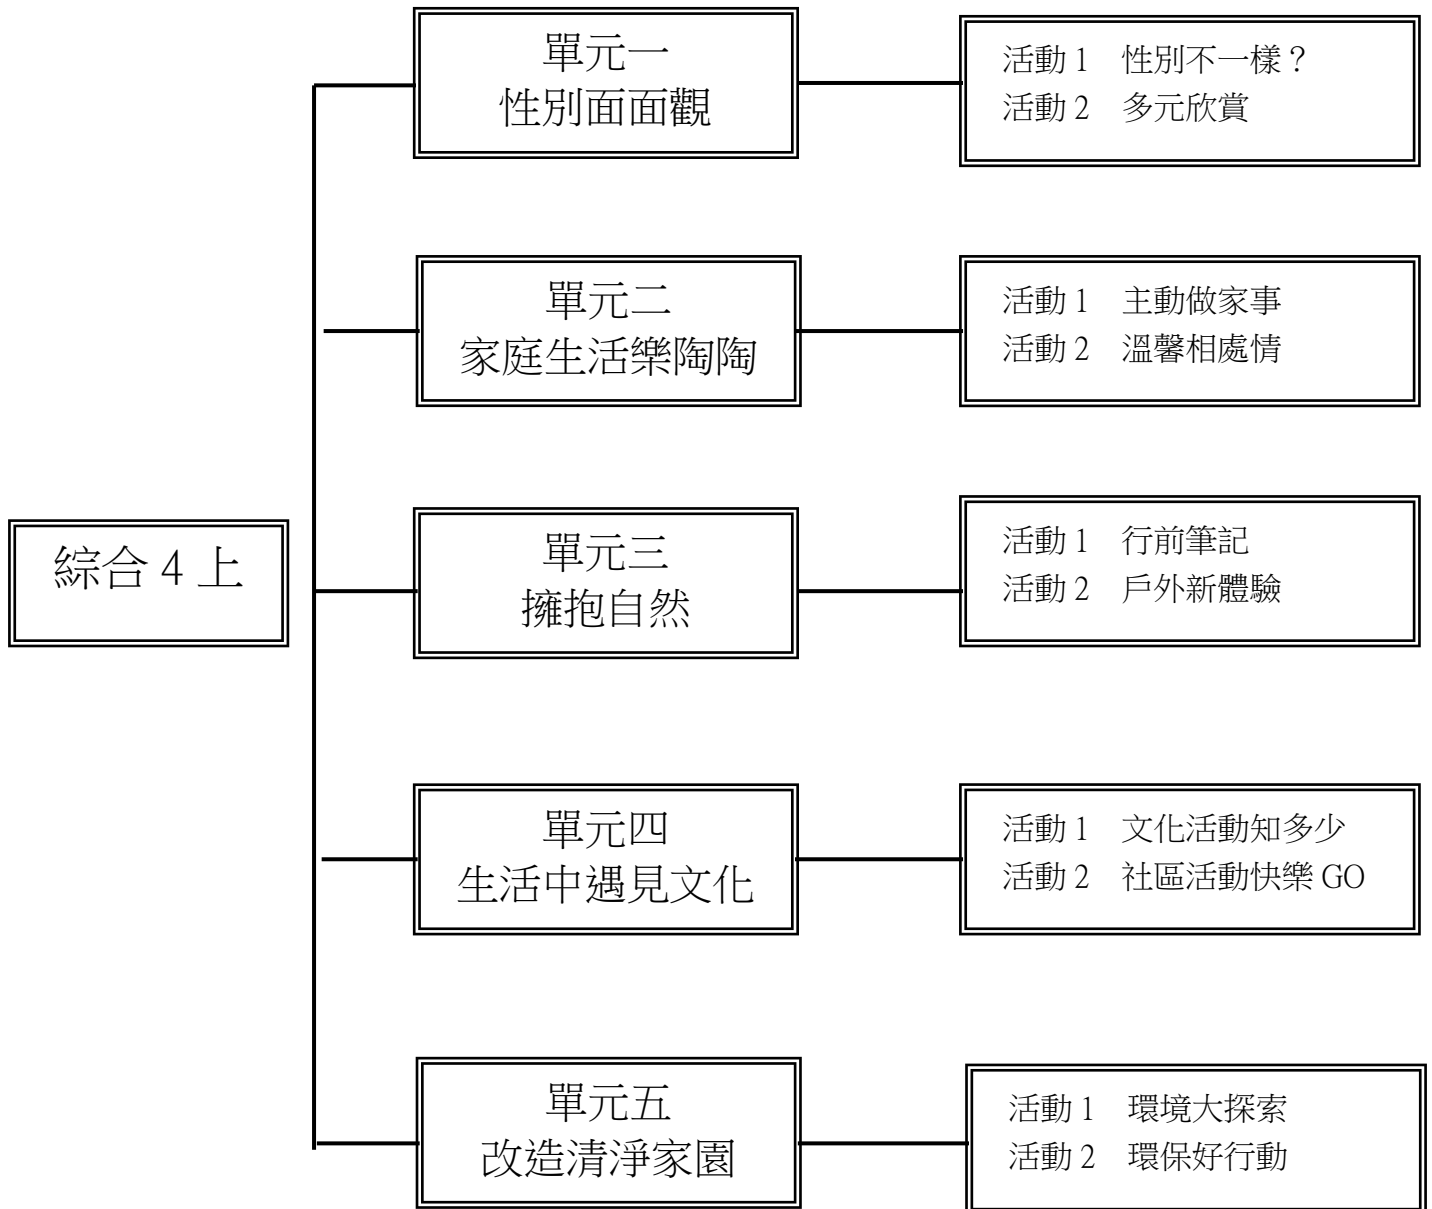 單元一
性別面面觀
活動 1 性別不一樣？
活動 2 多元欣賞
單元二
家庭生活樂陶陶
活動 1 主動做家事
活動 2 溫馨相處情
綜合 4 上
單元三
擁抱自然
活動 1 行前筆記
活動 2 戶外新體驗
單元四
生活中遇見文化
活動 1 文化活動知多少
活動 2 社區活動快樂 GO
單元五
改造清淨家園
活動 1 環境大探索
活動 2 環保好行動